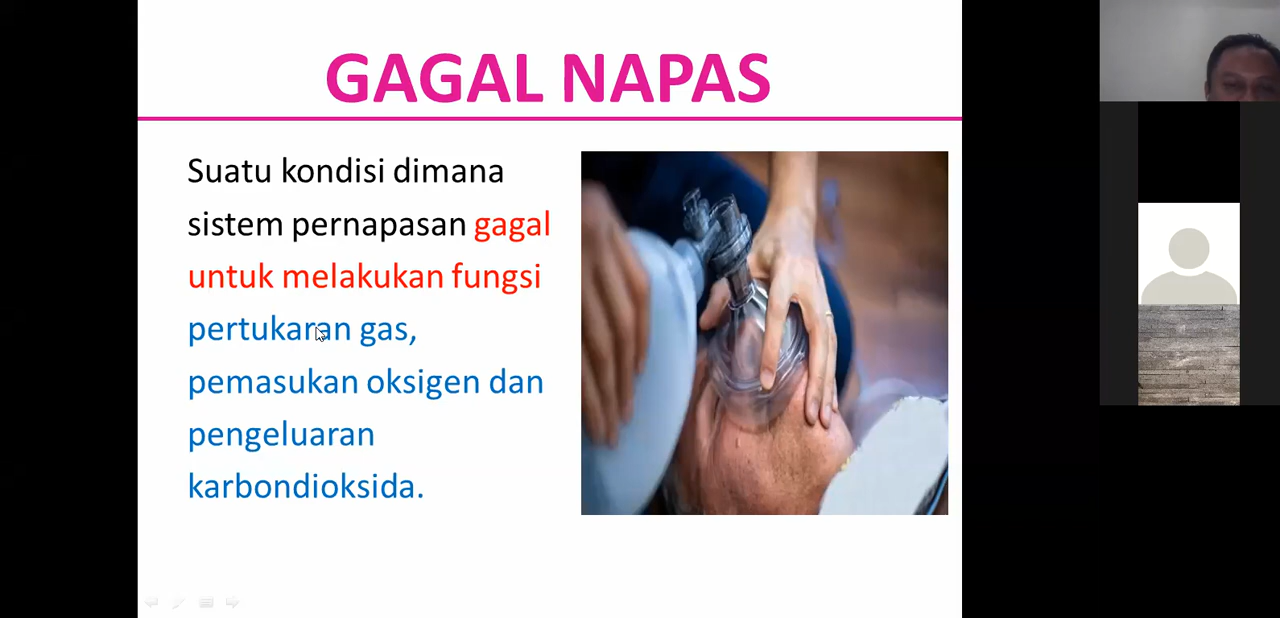 GAGAL NAPAS
Suatu kondisi dimana
sistem pernapasan gagal
untuk melakukan fungsi
pertukaran gas,
pemasukan oksigen dan
pengeluaran
karbondioksida.